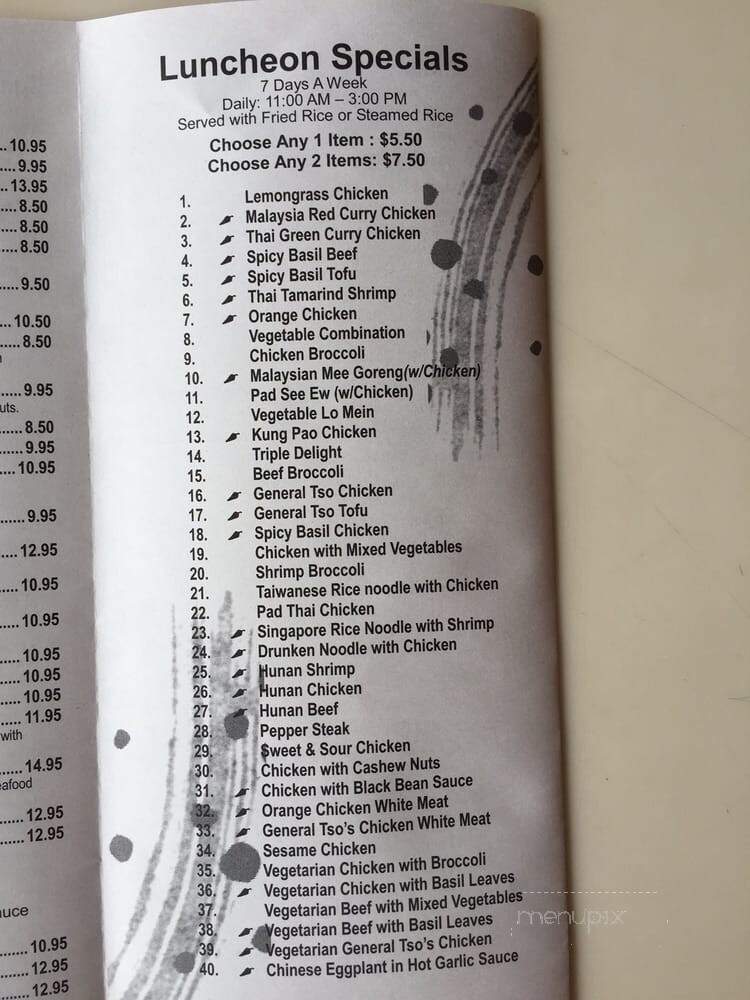 Luncheon Specials
7 Days A Week
Daily: 11:00 AM – 3:00 PM
Served with Fried Rice or Steamed Rice
Choose Any 1 Item : $5.50
Choose Any 2 Items: $7.50
1. Lemongrass Chicken
2. Malaysia Red Curry Chicken
3. Thai Green Curry Chicken
4. Spicy Basil Beef
5. Spicy Basil Tofu
6. Thai Tamarind Shrimp
7. Orange Chicken
8. Vegetable Combination
9. Chicken Broccoli
10. Malaysian Mee Goreng(w/Chicken)
11. Pad See Ew (w/Chicken)
12. Vegetable Lo Mein
13. Kung Pao Chicken
14. Triple Delight
15. Beef Broccoli
16. General Tso Chicken
17. General Tso Tofu
18. Spicy Basil Chicken
19. Chicken with Mixed Vegetables
20. Shrimp Broccoli
21. Taiwanese Rice noodle with Chicken
22. Pad Thai Chicken
23. Singapore Rice Noodle with Shrimp
24. Drunken Noodle with Chicken
25. Hunan Shrimp
26. Hunan Chicken
27. Hunan Beef
28. Pepper Steak
29. Sweet & Sour Chicken
30. Chicken with Cashew Nuts
31. Chicken with Black Bean Sauce
32. Orange Chicken White Meat
33. General Tso's Chicken White Meat
34. Sesame Chicken
35. Vegetarian Chicken with Broccoli
36. Vegetarian Chicken with Basil Leaves
37. Vegetarian Beef with Mixed Vegetables
38. Vegetarian Beef with Basil Leaves
39. Vegetarian General Tso's Chicken
40. Chinese Eggplant in Hot Garlic Sauce
..10.95
....9.95
..13.95
....8.50
....8.50
....8.50
.....9.50
...10.50
.....8.50
.....9.95
.....8.50
.....9.95
....10.95
.....9.95
....12.95
....10.95
....10.95
.....10.95
.....10.95
.....10.95
.....11.95
with
.....14.95
.....12.95
.....12.95
.....10.95
.....12.95
.....12.95
menupix